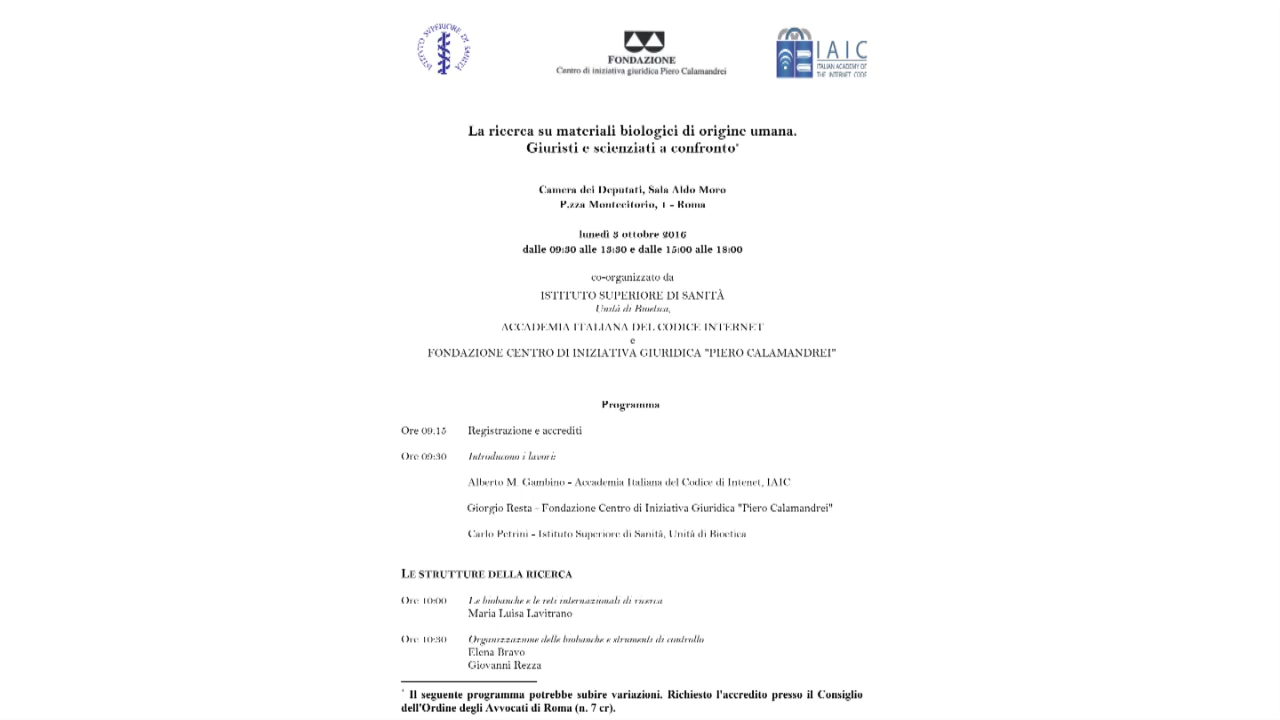 ISTITUTO SUPERIORE DI SANITÀ
FONDAZIONE
Centro di iniziativa giuridica Piero Calamandrei
IAIC
ITALIAN ACADEMY OF
THE INTERNET CODE
La ricerca su materiali biologici di origine umana.
Giuristi e scienziati a confronto*
Camera dei Deputati, Sala Aldo Moro
P.zza Montecitorio, 1 - Roma
lunedì 3 ottobre 2016
dalle 09:30 alle 13:30 e dalle 15:00 alle 18:00
co-organizzato da
ISTITUTO SUPERIORE DI SANITÀ
Unità di Bioetica,
ACCADEMIA ITALIANA DEL CODICE INTERNET
e
FONDAZIONE CENTRO DI INIZIATIVA GIURIDICA "PIERO CALAMANDREI"
Programma
Ore 09.15 Registrazione e accrediti
Ore 09:30 Introducono i lavori:
Alberto M. Gambino - Accademia Italiana del Codice di Intenet, IAIC
Giorgio Resta - Fondazione Centro di Iniziativa Giuridica "Piero Calamandrei"
Carlo Petrini - Istituto Superiore di Sanità, Unità di Bioetica
LE STRUTTURE DELLA RICERCA
Ore 10:00 Le biobanche e le reti internazionali di ricerca
Maria Luisa Lavitrano
Ore 10:30 Organizzazione delle biobanche e strumenti di controllo
Elena Bravo
Giovanni Rezza
* Il seguente programma potrebbe subire variazioni. Richiesto l'accredito presso il Consiglio
dell'Ordine degli Avvocati di Roma (n. 7 cr).